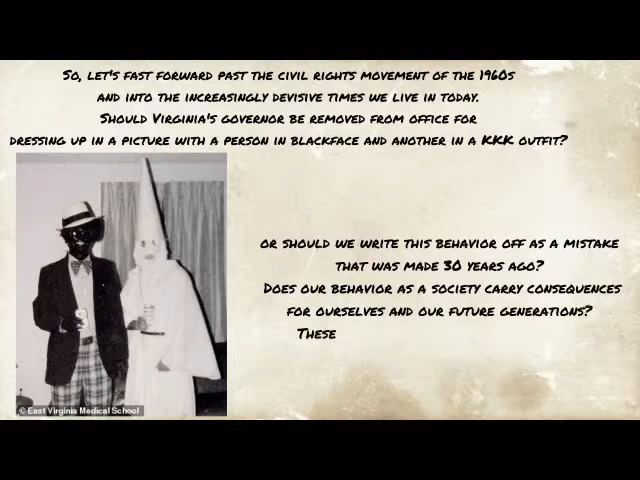 So, let's fast forward past the civil rights movement of the 1960s
and into the increasingly devisive times we live in today.
Should Virginia's governor be removed from office for
dressing up in a picture with a person in blackface and another in a KKK outfit?
or should we write this behavior off as a mistake
that was made 30 years ago?
Does our behavior as a society carry consequences
for ourselves and our future generations?
These
© East Virginia Medical School